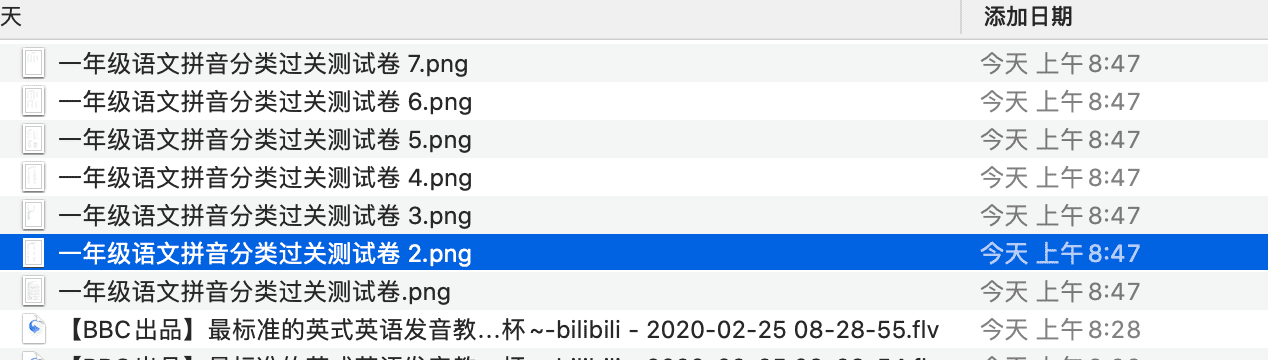 天 添加日期
一年级语文拼音分类过关测试卷 7.png 今天 上午8:47
一年级语文拼音分类过关测试卷 6.png 今天 上午8:47
一年级语文拼音分类过关测试卷 5.png 今天 上午8:47
一年级语文拼音分类过关测试卷 4.png 今天 上午8:47
一年级语文拼音分类过关测试卷 3.png 今天 上午8:47
一年级语文拼音分类过关测试卷 2.png 今天 上午8:47
一年级语文拼音分类过关测试卷.png 今天 上午8:47
【BBC出品】最标准的英式英语发音教…杯~-bilibili - 2020-02-25 08-28-55.flv 今天 上午8:28